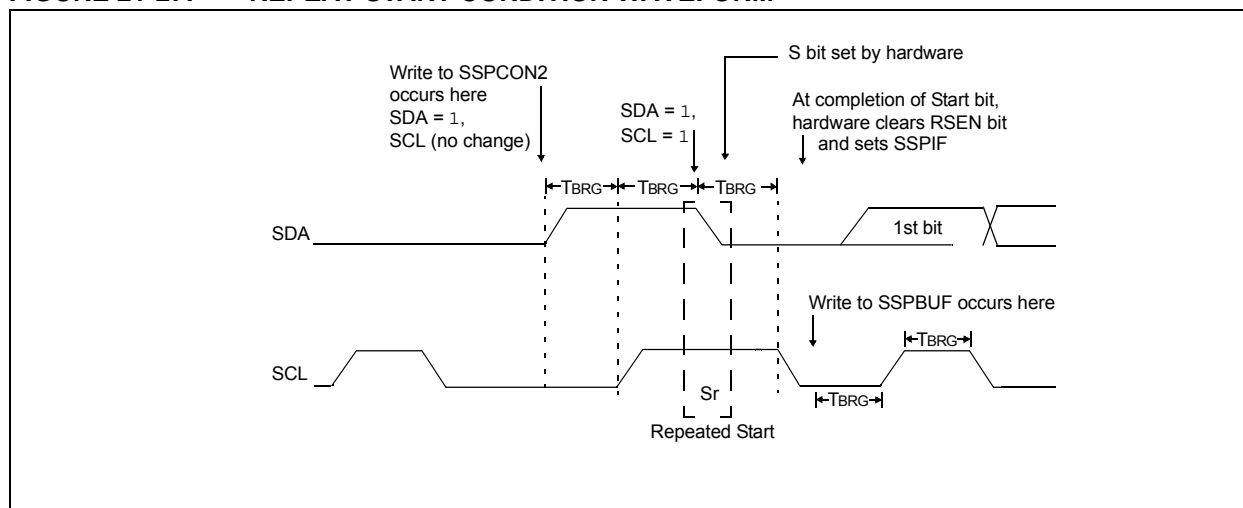 S bit set by hardware
Write to SSPCON2
occurs here
SDA = 1,
SCL (no change)
SDA = 1,
SCL = 1
At completion of Start bit,
hardware clears RSEN bit
and sets SSPIF
TBRG
TBRG
TBRG
SDA
1st bit
Write to SSPBUF occurs here
TBRG
SCL
Sr
TBRG
Repeated Start